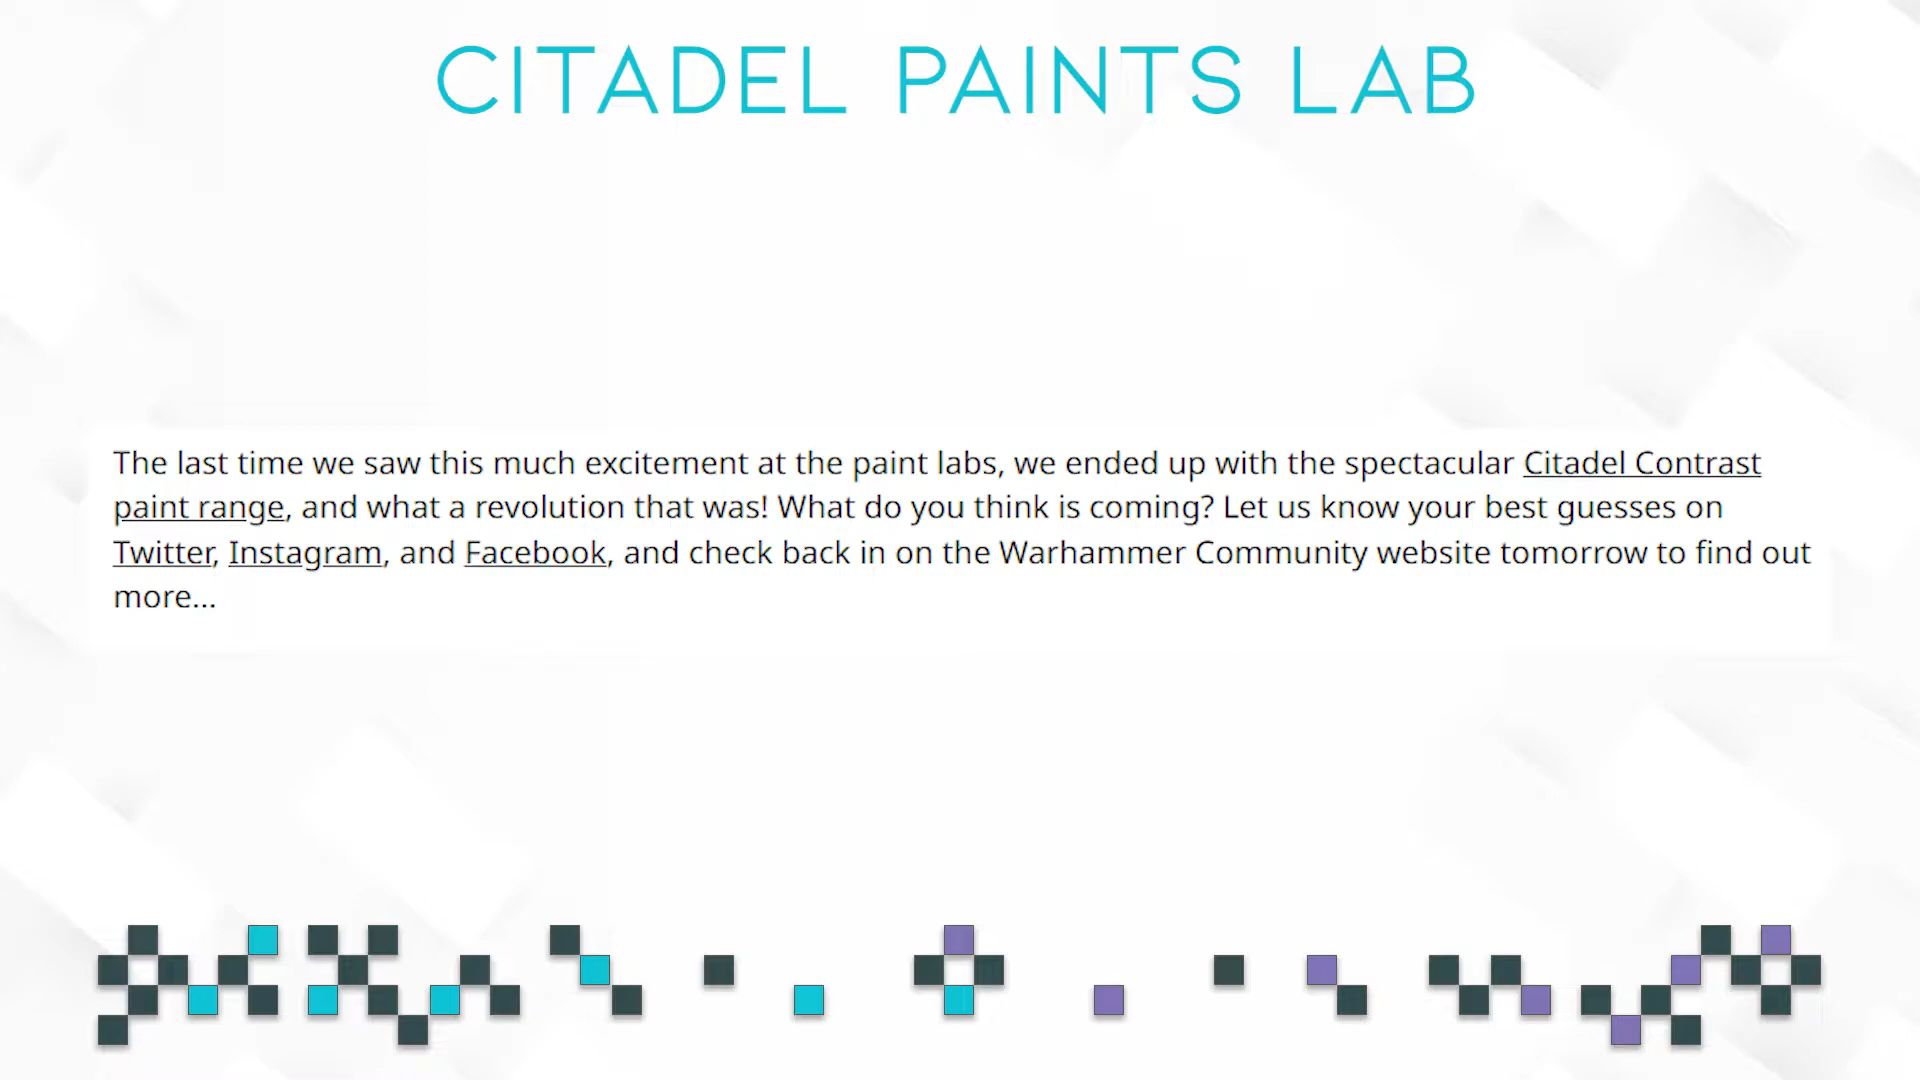 CITADEL PAINTS LAB
The last time we saw this much excitement at the paint labs, we ended up with the spectacular Citadel Contrast
paint range, and what a revolution that was! What do you think is coming? Let us know your best guesses on
Twitter, Instagram, and Facebook, and check back in on the Warhammer Community website tomorrow to find out
more...